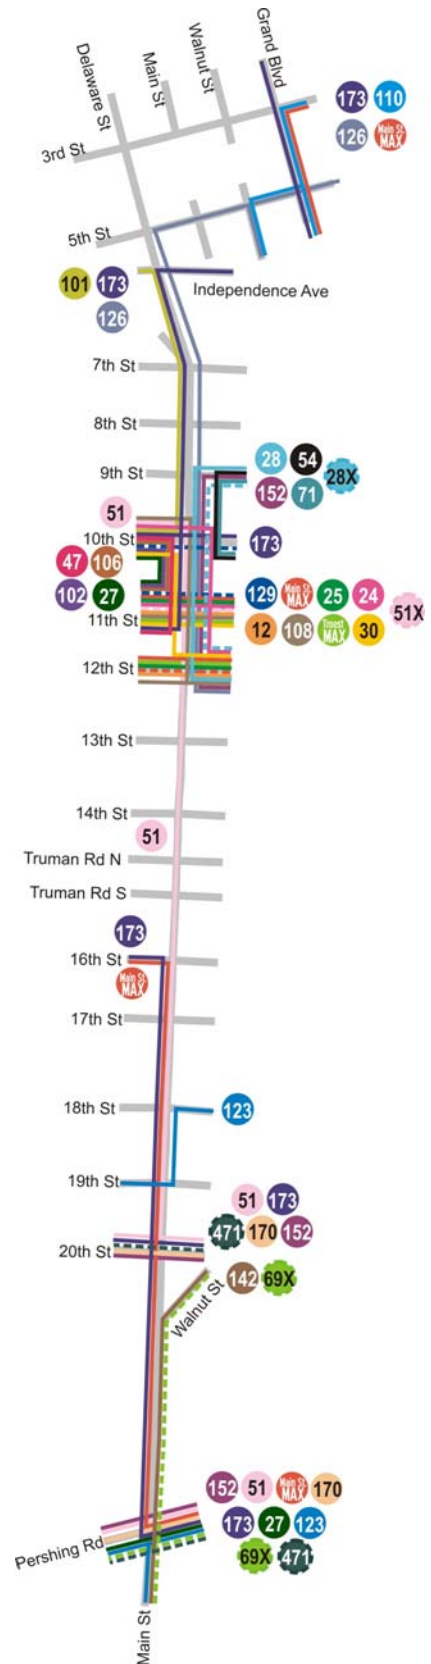 Delaware St
Main St
Walnut St
Grand Blvd
3rd St
173 110
126 Main St. MAX
5th St
101 173
126
Independence Ave
7th St
8th St
9th St
28 54
28X
152 71
51
10th St
173
47 106
102 27
129 Main St. MAX 25 24
51X
12 108 Troost MAX 30
11th St
12th St
13th St
14th St
51
Truman Rd N
Truman Rd S
173
16th St
Main St. MAX
17th St
18th St
123
19th St
51 173
471 170 152
20th St
142 69X
Walnut St
152 51 Main St. MAX 170
173 27 123
69X 471
Pershing Rd
Main St